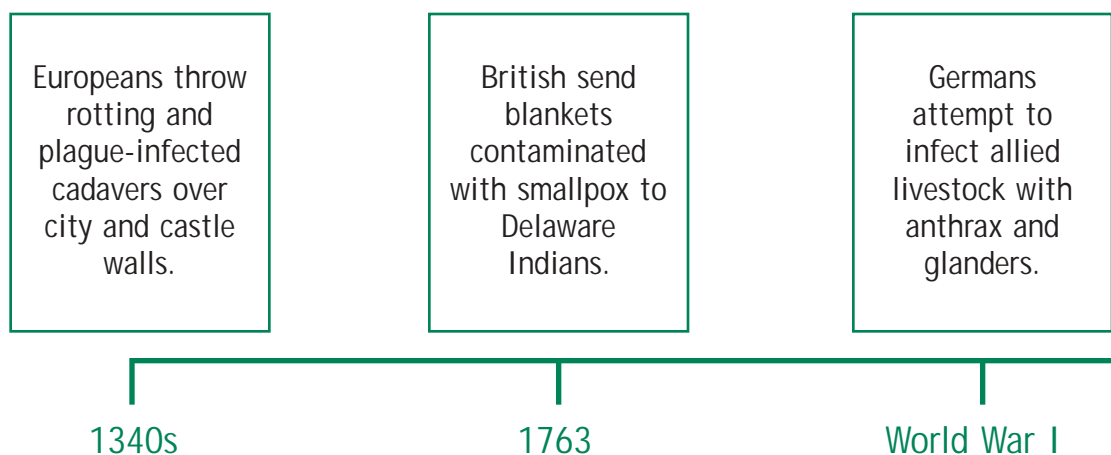 Europeans throw
rotting and
plague-infected
cadavers over
city and castle
walls.
British send
blankets
contaminated
with smallpox to
Delaware
Indians.
Germans
attempt to
infect allied
livestock with
anthrax and
glanders.
1340s
1763
World War I